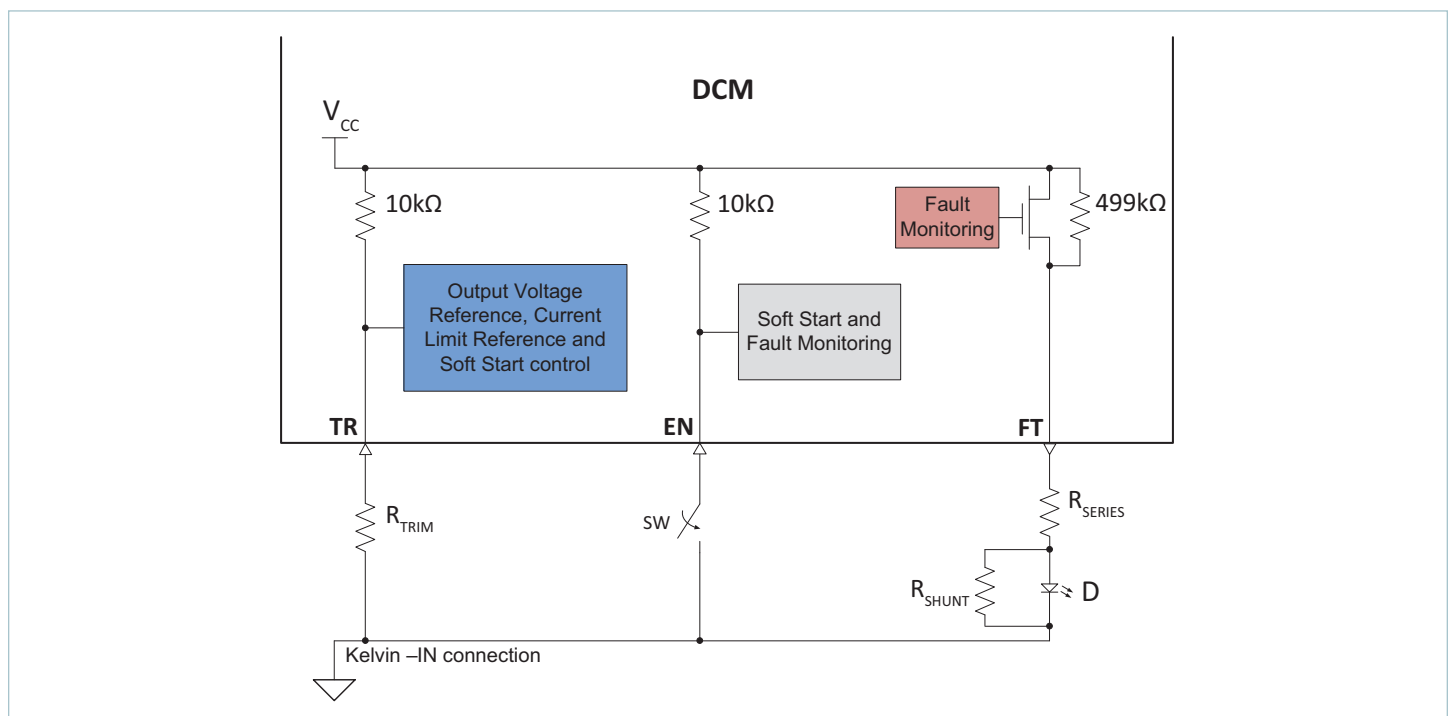 DCM
V_CC
10kΩ
10kΩ
499kΩ
Fault
Monitoring
Output Voltage
Reference, Current
Limit Reference and
Soft Start control
Soft Start and
Fault Monitoring
TR
EN
FT
R_TRIM
SW
R_SERIES
R_SHUNT
D
Kelvin –IN connection